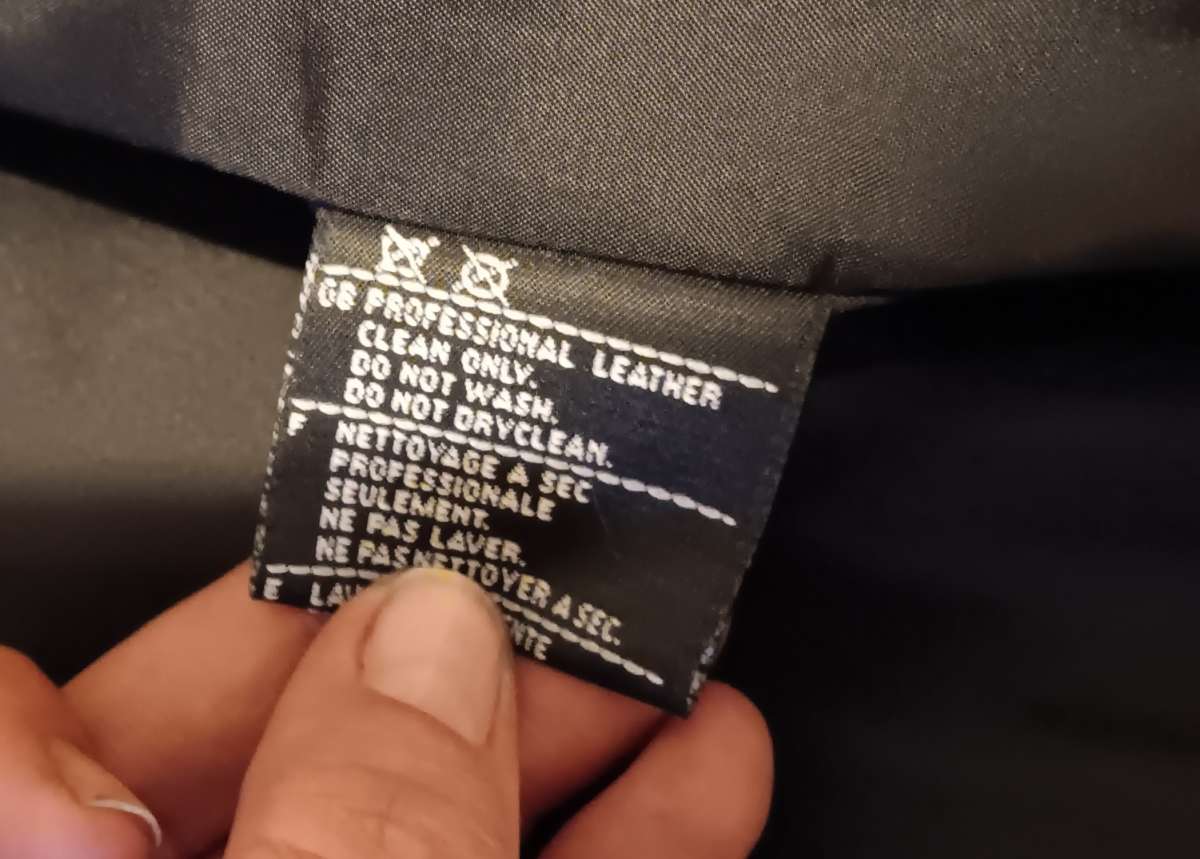 GB PROFESSIONAL LEATHER
CLEAN ONLY.
DO NOT WASH.
DO NOT DRYCLEAN.
F NETTOYAGE A SEC
PROFESSIONALE
SEULEMENT.
NE PAS LAVER.
NE PAS NETTOYER A SEC.
E